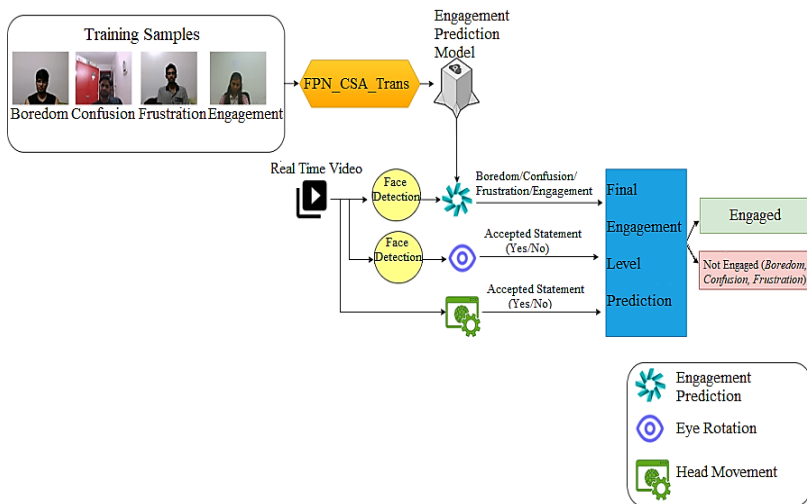 Training Samples
Boredom Confusion Frustration Engagement
FPN_CSA_Trans
Engagement
Prediction
Model
Real Time Video
Face
Detection
Boredom/Confusion/
Frustration/Engagement
Face
Detection
Accepted Statement
(Yes/No)
Accepted Statement
(Yes/No)
Final
Engagement
Level
Prediction
Engaged
Not Engaged (Boredom,
Confusion, Frustration)
Engagement
Prediction
Eye Rotation
Head Movement